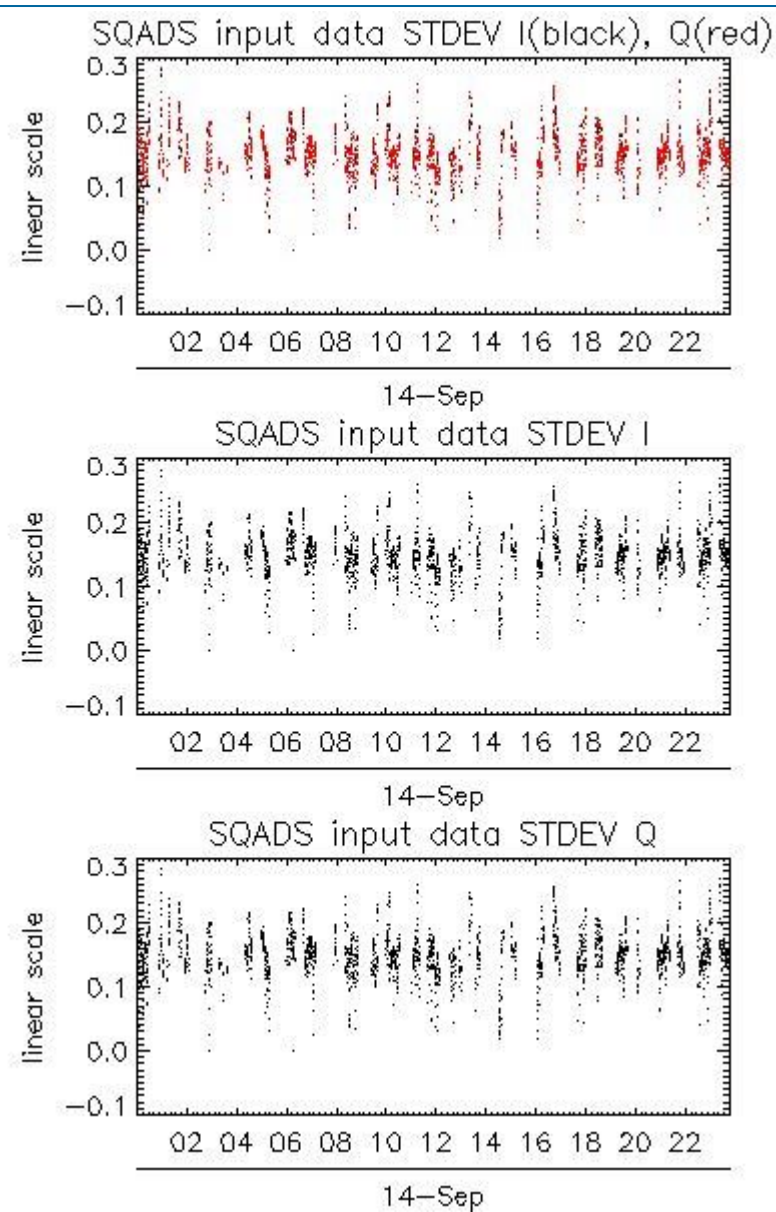 SQADS input data STDEV I(black), Q(red)
0.3
0.2
0.1
0.0
−0.1
linear scale
02 04 06 08 10 12 14 16 18 20 22
14−Sep
SQADS input data STDEV I
0.3
0.2
0.1
0.0
−0.1
linear scale
02 04 06 08 10 12 14 16 18 20 22
14−Sep
SQADS input data STDEV Q
0.3
0.2
0.1
0.0
−0.1
linear scale
02 04 06 08 10 12 14 16 18 20 22
14−Sep